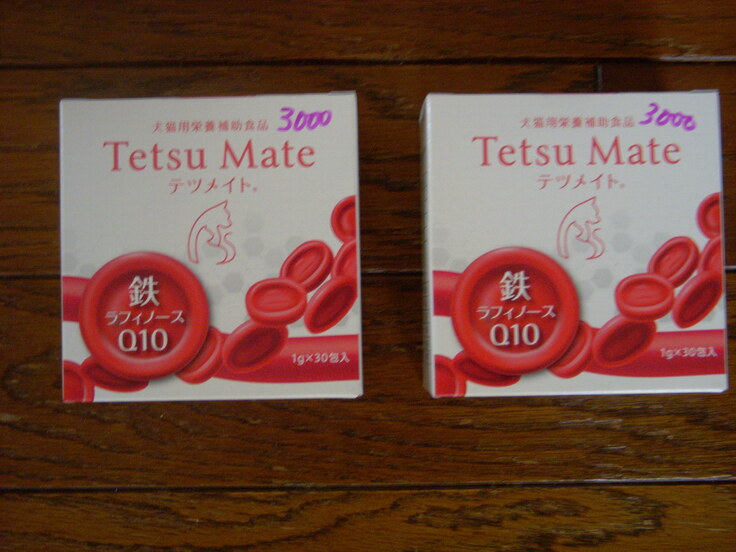 犬猫用栄養補助食品 3000
Tetsu Mate
テツメイト。
鉄
ラフィノース
Q10
1g×30包入
犬猫用栄養補助食品 3000
Tetsu Mate
テツメイト。
鉄
ラフィノース
Q10
1g×30包入